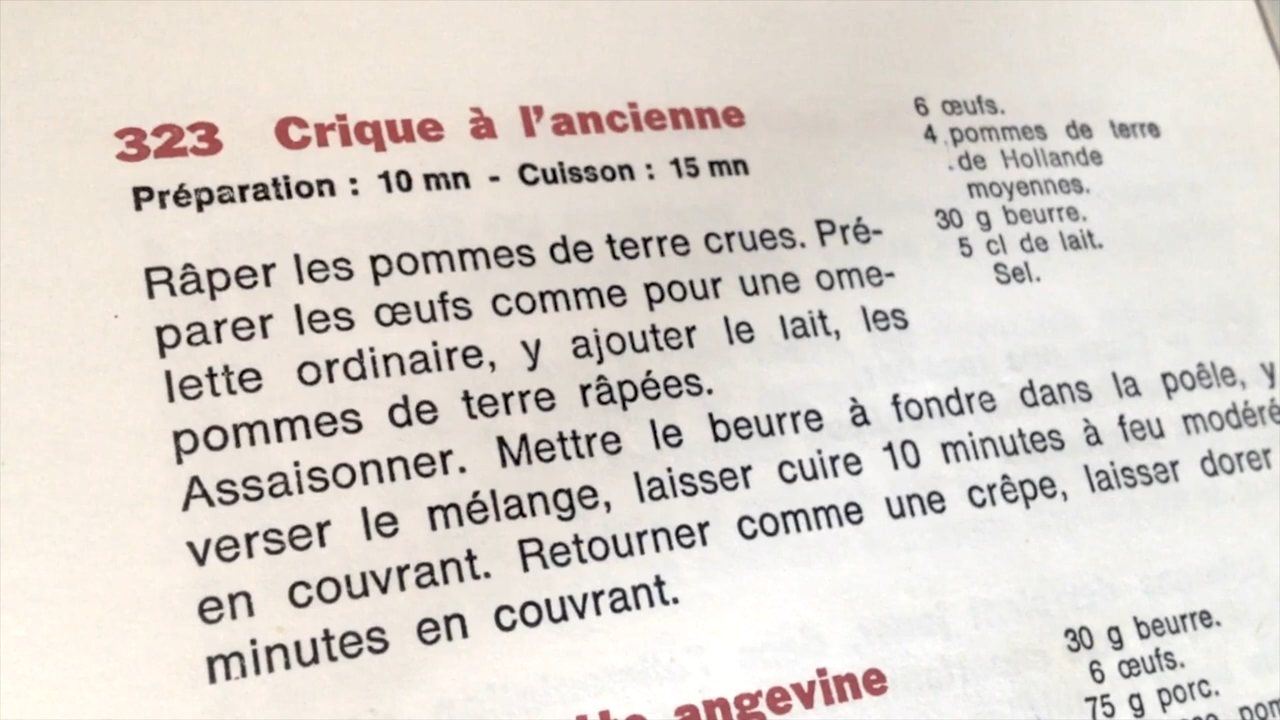 323 Crique à l'ancienne
Préparation : 10 mn - Cuisson : 15 mn
6 œufs.
4 pommes de terre
de Hollande
moyennes.
30 g beurre.
5 cl de lait.
Sel.
Râper les pommes de terre crues. Pré-
parer les œufs comme pour une ome-
lette ordinaire, y ajouter le lait, les
pommes de terre râpées.
Assaisonner. Mettre le beurre à fondre dans la poêle, y
verser le mélange, laisser cuire 10 minutes à feu modéré
en couvrant. Retourner comme une crêpe, laisser dorer
minutes en couvrant.
angevine
30 g beurre.
6 œufs.
75 g porc.